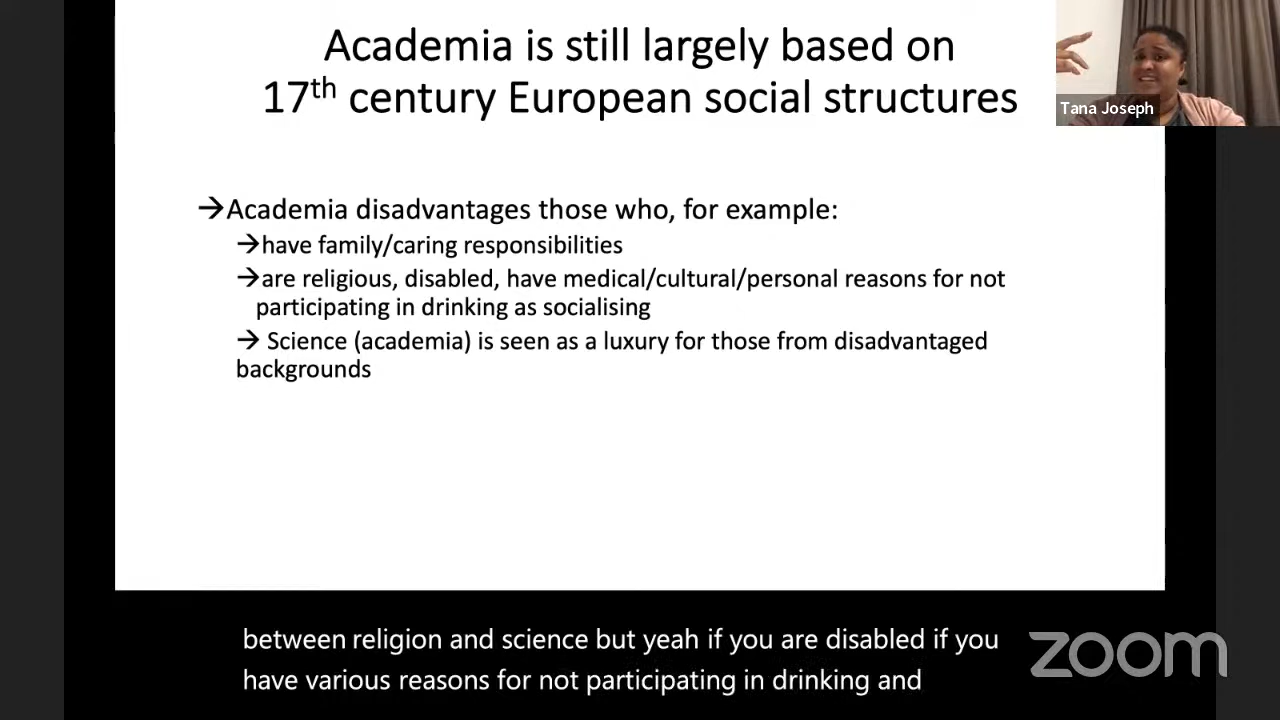 Academia is still largely based on
17th century European social structures
Tana Joseph
→Academia disadvantages those who, for example:
→have family/caring responsibilities
→are religious, disabled, have medical/cultural/personal reasons for not
participating in drinking as socialising
→ Science (academia) is seen as a luxury for those from disadvantaged
backgrounds
between religion and science but yeah if you are disabled if you
have various reasons for not participating in drinking and
zoom